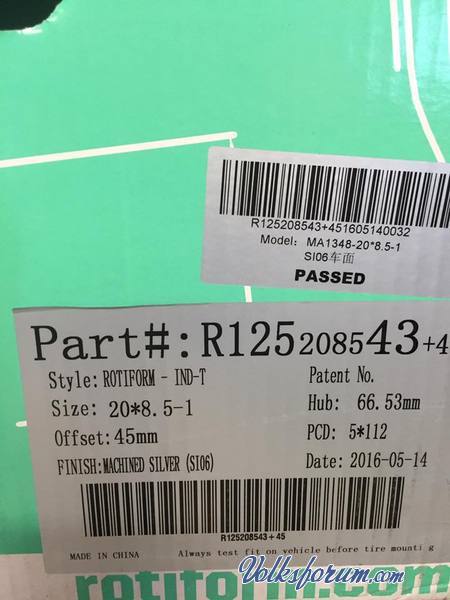 R125208543+451605140032
Model: MA1348-20*8.5-1
SI06车面
PASSED
Part#: R125208543+4
Style: ROTIFORM - IND-T
Patent No.
Size: 20*8.5-1
Hub: 66.53mm
Offset: 45mm
PCD: 5*112
FINISH: MACHINED SILVER (SI06)
Date: 2016-05-14
R125208543+45
MADE IN CHINA
Always test fit on vehicle before tire mounti g
rotiform.com
Volksforum.com